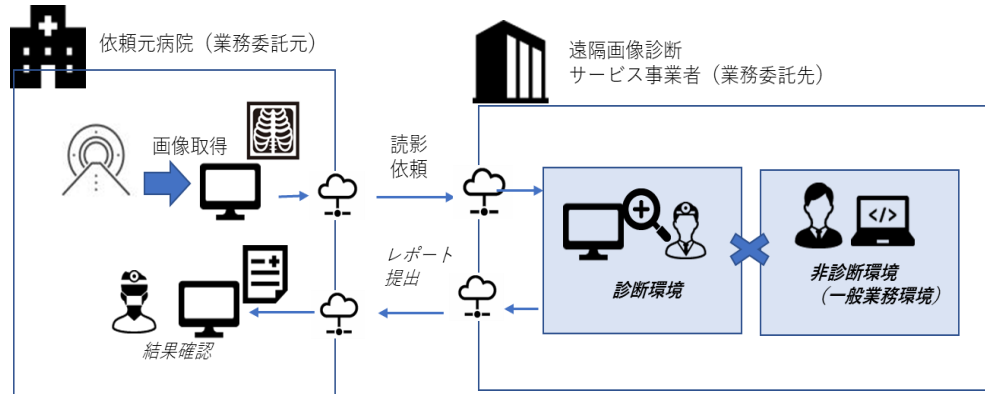 依頼元病院（業務委託元）
遠隔画像診断
サービス事業者（業務委託先）
画像取得
読影
依頼
レポート
提出
結果確認
診断環境
</>
非診断環境
（一般業務環境）